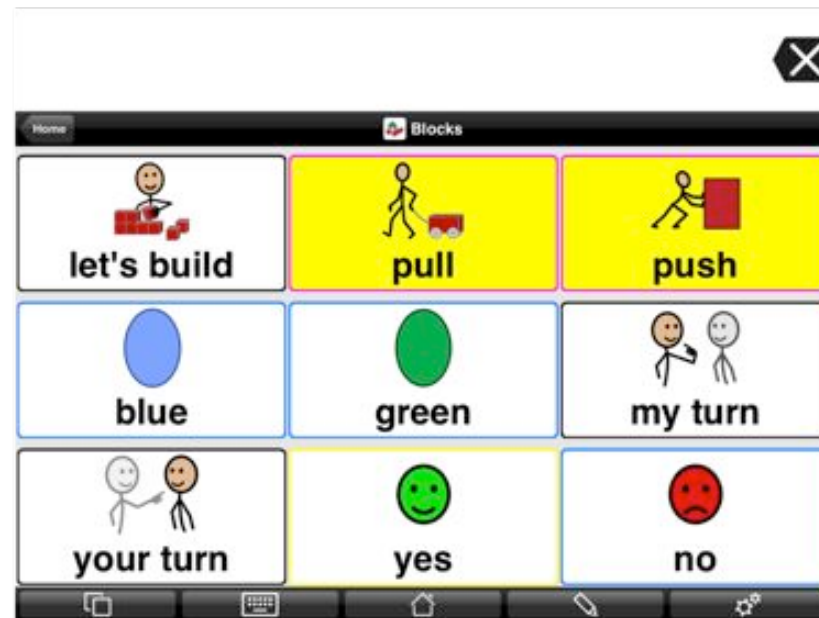 Home
Blocks
let's build
pull
push
blue
green
my turn
your turn
yes
no